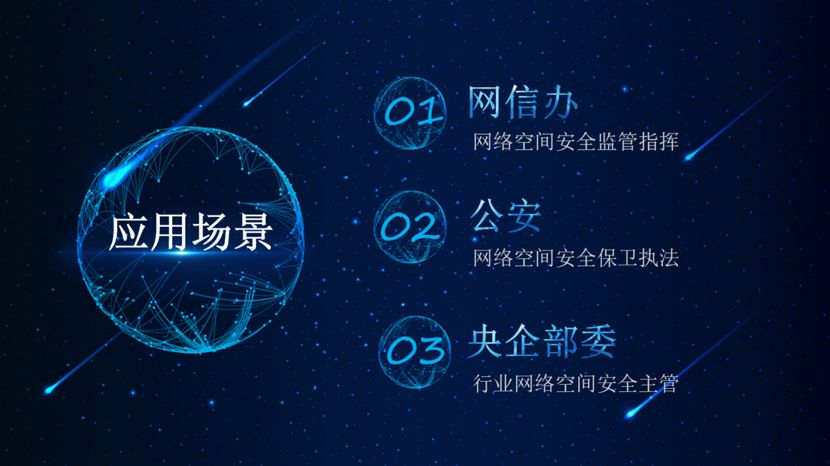 应用场景
01
网信办
网络空间安全监管指挥
02
公安
网络空间安全保卫执法
03
央企部委
行业网络空间安全主管